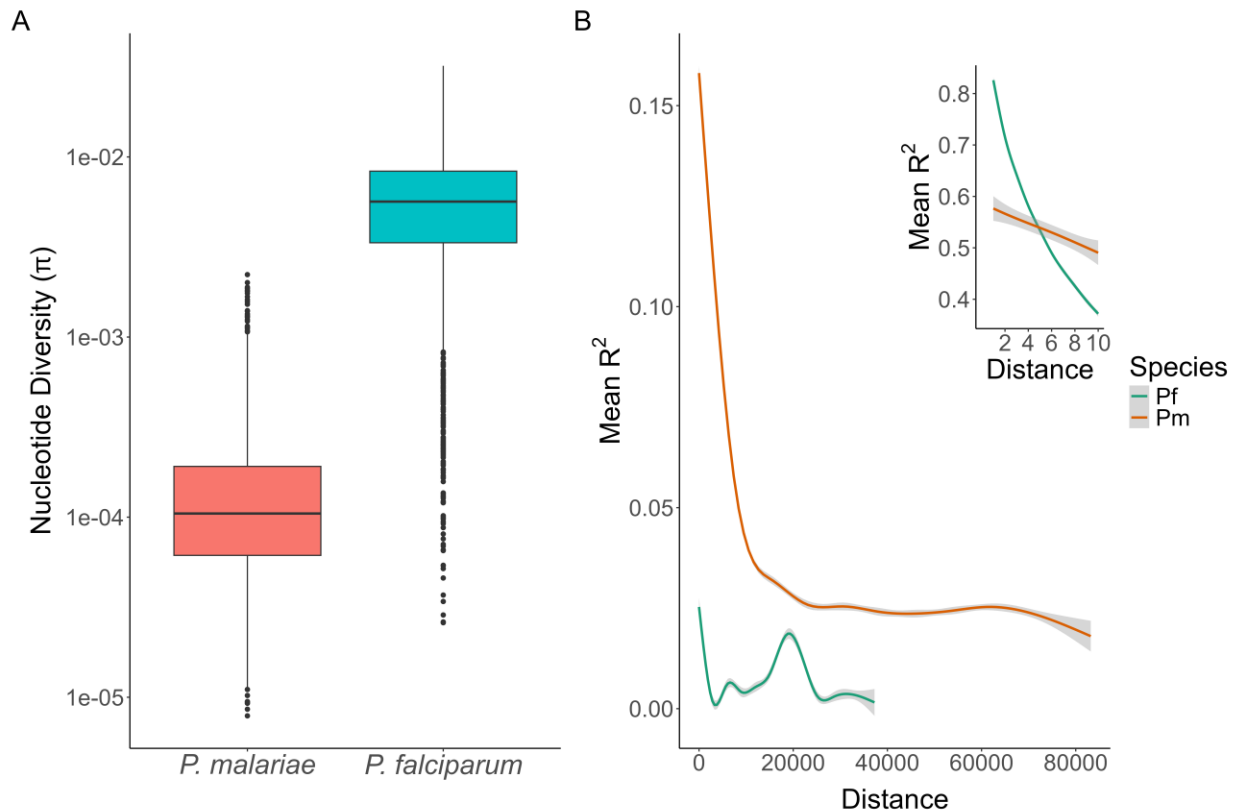 A
Nucleotide Diversity (π)
1e-02
1e-03
1e-04
1e-05
P. malariae
P. falciparum
B
Mean R²
0.15
0.10
0.05
0.00
0
20000
40000
60000
80000
Distance
Mean R²
0.8
0.7
0.6
0.5
0.4
2
4
6
8
10
Distance
Species
Pf
Pm